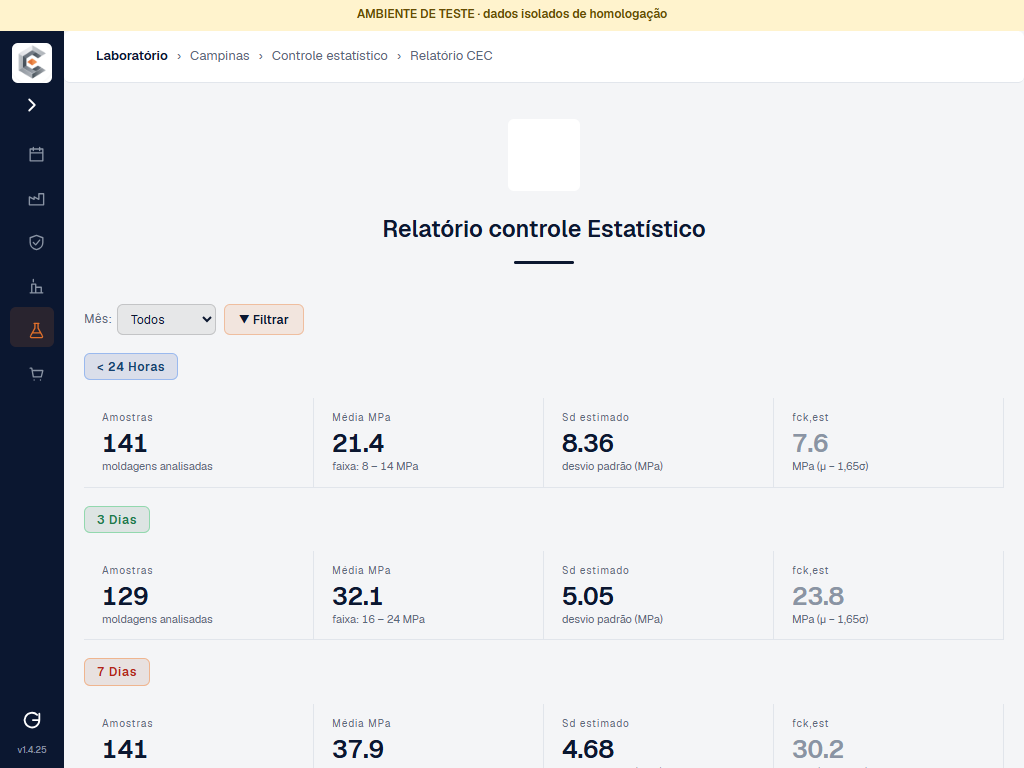 AMBIENTE DE TESTE · dados isolados de homologação
Laboratório › Campinas › Controle estatístico › Relatório CEC
Relatório controle Estatístico
Mês: Todos ▼ Filtrar
< 24 Horas
Amostras Média MPa Sd estimado fck,est
141 21.4 8.36 7.6
moldagens analisadas faixa: 8 – 14 MPa desvio padrão (MPa) MPa (μ − 1,65σ)
3 Dias
Amostras Média MPa Sd estimado fck,est
129 32.1 5.05 23.8
moldagens analisadas faixa: 16 – 24 MPa desvio padrão (MPa) MPa (μ − 1,65σ)
7 Dias
Amostras Média MPa Sd estimado fck,est
141 37.9 4.68 30.2
v1.4.25